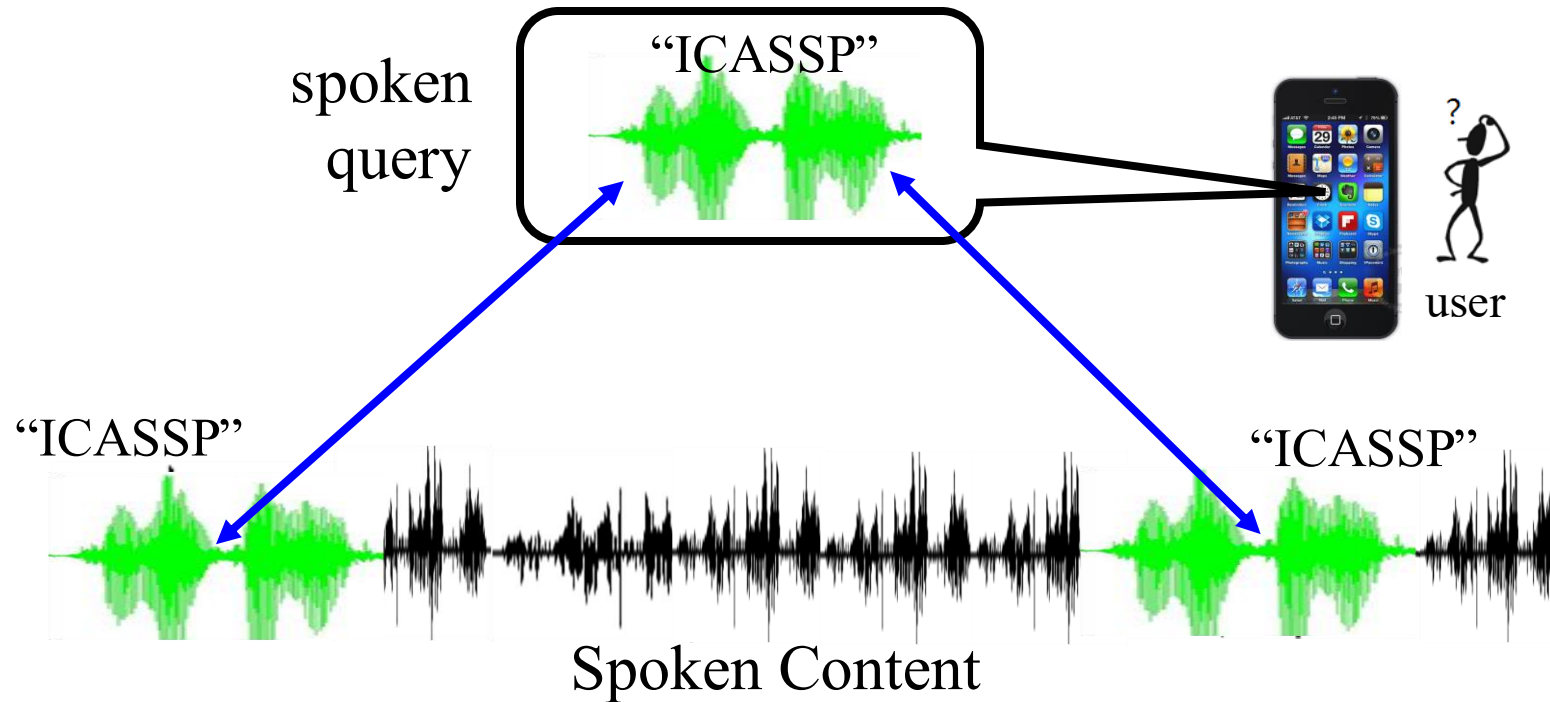 “ICASSP”
spoken
query
?
user
“ICASSP”
“ICASSP”
Spoken Content